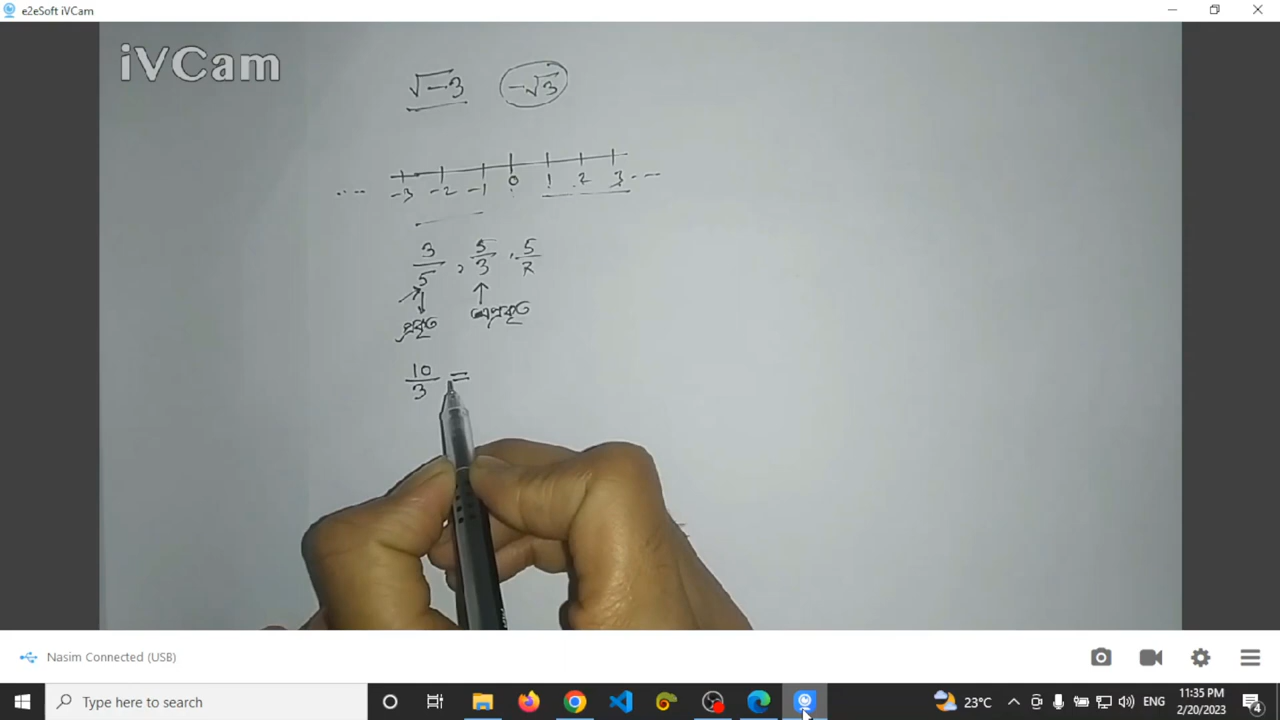 e2eSoft iVCam
iVCam
√-3 -√3
.... -3 -2 -1 0 1 2 3 ....
3/5 , 5/3 , 5/2
প্রকৃত অপ্রকৃত
10/3 =
Nasim Connected (USB)
Type here to search
23°C
ENG
11:35 PM
2/20/2023
4